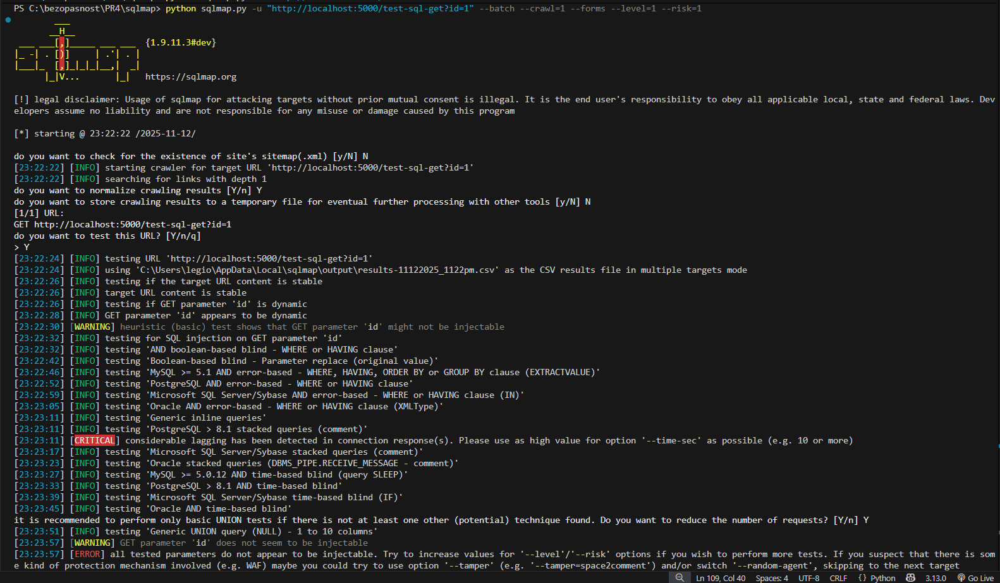 PS C:\bezopasnost\PR4\sqlmap> python sqlmap.py -u "http://localhost:5000/test-sql-get?id=1" --batch --crawl=1 --forms --level=1 --risk=1
        ___
       __H__
 ___ ___[,]_____ ___ ___  {1.9.11.3#dev}
|_ -| . [)]     | .'| . |
|___|_  [,]_|_|_|__,|  _|
      |_|V...       |_|   https://sqlmap.org
[!] legal disclaimer: Usage of sqlmap for attacking targets without prior mutual consent is illegal. It is the end user's responsibility to obey all applicable local, state and federal laws. Dev
elopers assume no liability and are not responsible for any misuse or damage caused by this program
[*] starting @ 23:22:22 /2025-11-12/
do you want to check for the existence of site's sitemap(.xml) [y/N] N
[23:22:22] [INFO] starting crawler for target URL 'http://localhost:5000/test-sql-get?id=1'
[23:22:22] [INFO] searching for links with depth 1
do you want to normalize crawling results [Y/n] Y
do you want to store crawling results to a temporary file for eventual further processing with other tools [y/N] N
[1/1] URL:
GET http://localhost:5000/test-sql-get?id=1
do you want to test this URL? [Y/n/q]
> Y
[23:22:24] [INFO] testing URL 'http://localhost:5000/test-sql-get?id=1'
[23:22:24] [INFO] using 'C:\Users\legio\AppData\Local\sqlmap\output\results-11122025_1122pm.csv' as the CSV results file in multiple targets mode
[23:22:26] [INFO] testing if the target URL content is stable
[23:22:26] [INFO] target URL content is stable
[23:22:26] [INFO] testing if GET parameter 'id' is dynamic
[23:22:28] [INFO] GET parameter 'id' appears to be dynamic
[23:22:30] [WARNING] heuristic (basic) test shows that GET parameter 'id' might not be injectable
[23:22:32] [INFO] testing for SQL injection on GET parameter 'id'
[23:22:32] [INFO] testing 'AND boolean-based blind - WHERE or HAVING clause'
[23:22:42] [INFO] testing 'Boolean-based blind - Parameter replace (original value)'
[23:22:46] [INFO] testing 'MySQL >= 5.1 AND error-based - WHERE, HAVING, ORDER BY or GROUP BY clause (EXTRACTVALUE)'
[23:22:52] [INFO] testing 'PostgreSQL AND error-based - WHERE or HAVING clause'
[23:22:59] [INFO] testing 'Microsoft SQL Server/Sybase AND error-based - WHERE or HAVING clause (IN)'
[23:23:05] [INFO] testing 'Oracle AND error-based - WHERE or HAVING clause (XMLType)'
[23:23:11] [INFO] testing 'Generic inline queries'
[23:23:11] [INFO] testing 'PostgreSQL > 8.1 stacked queries (comment)'
[23:23:11] [CRITICAL] considerable lagging has been detected in connection response(s). Please use as high value for option '--time-sec' as possible (e.g. 10 or more)
[23:23:17] [INFO] testing 'Microsoft SQL Server/Sybase stacked queries (comment)'
[23:23:23] [INFO] testing 'Oracle stacked queries (DBMS_PIPE.RECEIVE_MESSAGE - comment)'
[23:23:27] [INFO] testing 'MySQL >= 5.0.12 AND time-based blind (query SLEEP)'
[23:23:33] [INFO] testing 'PostgreSQL > 8.1 AND time-based blind'
[23:23:39] [INFO] testing 'Microsoft SQL Server/Sybase time-based blind (IF)'
[23:23:45] [INFO] testing 'Oracle AND time-based blind'
it is recommended to perform only basic UNION tests if there is not at least one other (potential) technique found. Do you want to reduce the number of requests? [Y/n] Y
[23:23:51] [INFO] testing 'Generic UNION query (NULL) - 1 to 10 columns'
[23:23:57] [WARNING] GET parameter 'id' does not seem to be injectable
[23:23:57] [ERROR] all tested parameters do not appear to be injectable. Try to increase values for '--level'/'--risk' options if you wish to perform more tests. If you suspect that there is som
e kind of protection mechanism involved (e.g. WAF) maybe you could try to use option '--tamper' (e.g. '--tamper=space2comment') and/or switch '--random-agent', skipping to the next target
Ln 109, Col 40 Spaces: 4 UTF-8 CRLF {} Python 3.13.0 Go Live